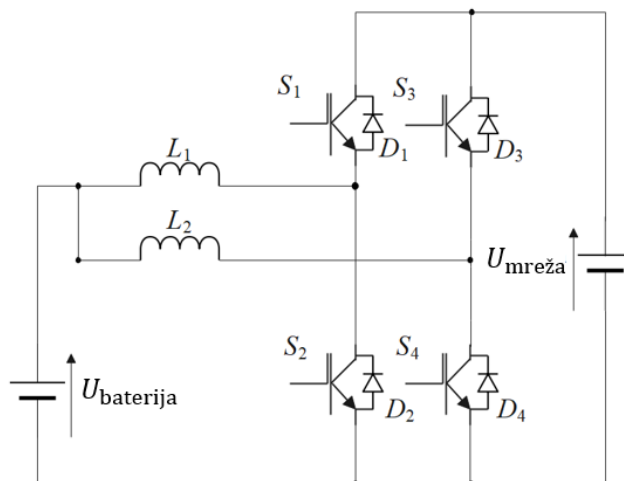 S1
S3
D1
D3
L1
L2
Umreža
S2
S4
Ubaterija
D2
D4